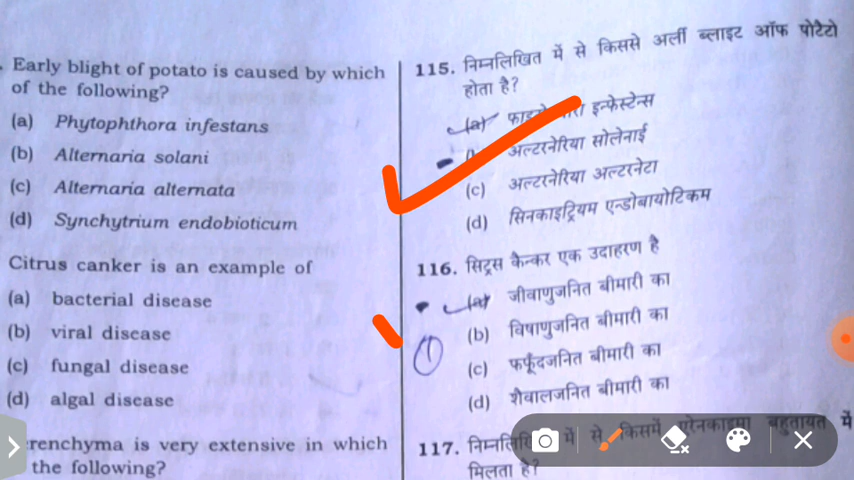 Early blight of potato is caused by which
of the following?
(a) Phytophthora infestans
(b) Alternaria solani
(c) Alternaria alternata
(d) Synchytrium endobioticum
Citrus canker is an example of
(a) bacterial disease
(b) viral disease
(c) fungal disease
(d) algal disease
renchyma is very extensive in which
the following?
115. निम्नलिखित में से किससे अर्ली ब्लाइट ऑफ पोटैटो
होता है?
(a) इन्फेस्टेन्स
अल्टरनेरिया सोलेनाई
(c) अल्टरनेरिया अल्टरनेटा
(d) सिनकाइट्रियम एन्डोबायोटिकम
116. सिट्रस कैन्कर एक उदाहरण है
(a) जीवाणुजनित बीमारी का
(b) विषाणुजनित बीमारी का
(c) फफूँदजनित बीमारी का
(d) शैवालजनित बीमारी का
117. में से किसमें बहुतायत में
मिलता है?